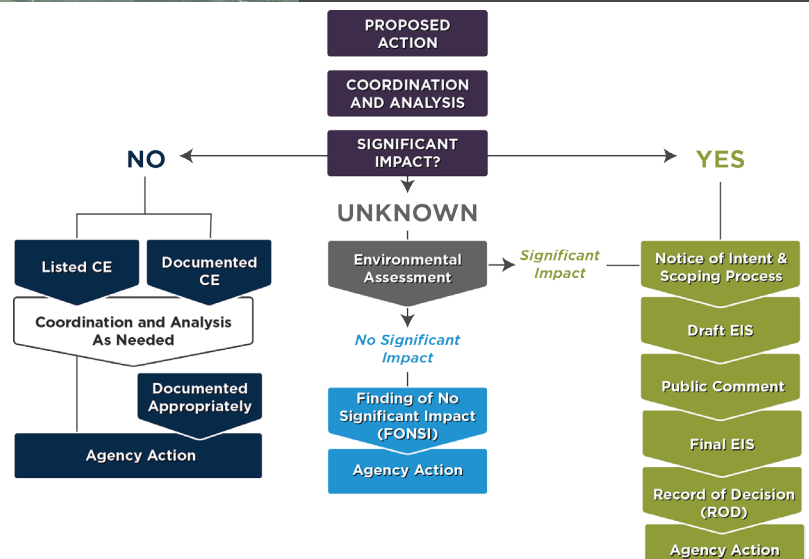 PROPOSED
ACTION
COORDINATION
AND ANALYSIS
SIGNIFICANT
IMPACT?
NO
YES
UNKNOWN
Listed CE
Documented
CE
Coordination and Analysis
As Needed
Documented
Appropriately
Agency Action
Environmental
Assessment
Significant
Impact
No Significant
Impact
Finding of No
Significant Impact
(FONSI)
Agency Action
Notice of Intent &
Scoping Process
Draft EIS
Public Comment
Final EIS
Record of Decision
(ROD)
Agency Action